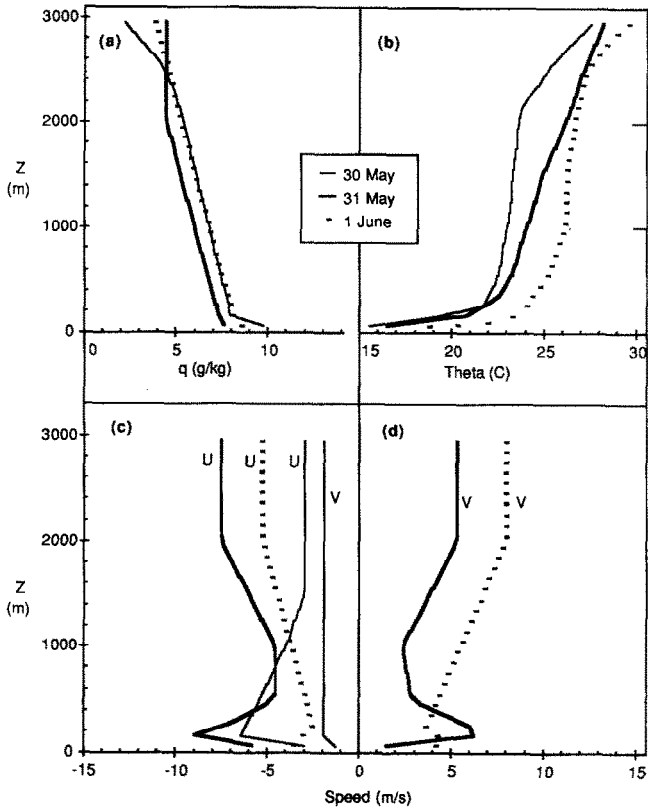 (a)
(b)
3000
2000
1000
0
Z
(m)
30 May
31 May
1 June
0
5
10
q (g/kg)
15
20
25
30
Theta (C)
(c)
(d)
U
U
U
V
V
V
3000
2000
1000
0
Z
(m)
-15
-10
-5
0
5
10
15
Speed (m/s)